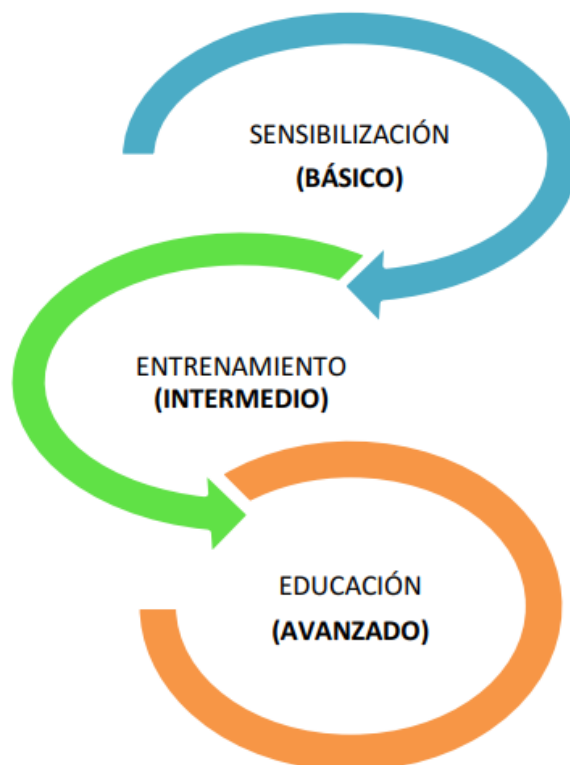 SENSIBILIZACIÓN
(BÁSICO)
ENTRENAMIENTO
(INTERMEDIO)
EDUCACIÓN
(AVANZADO)